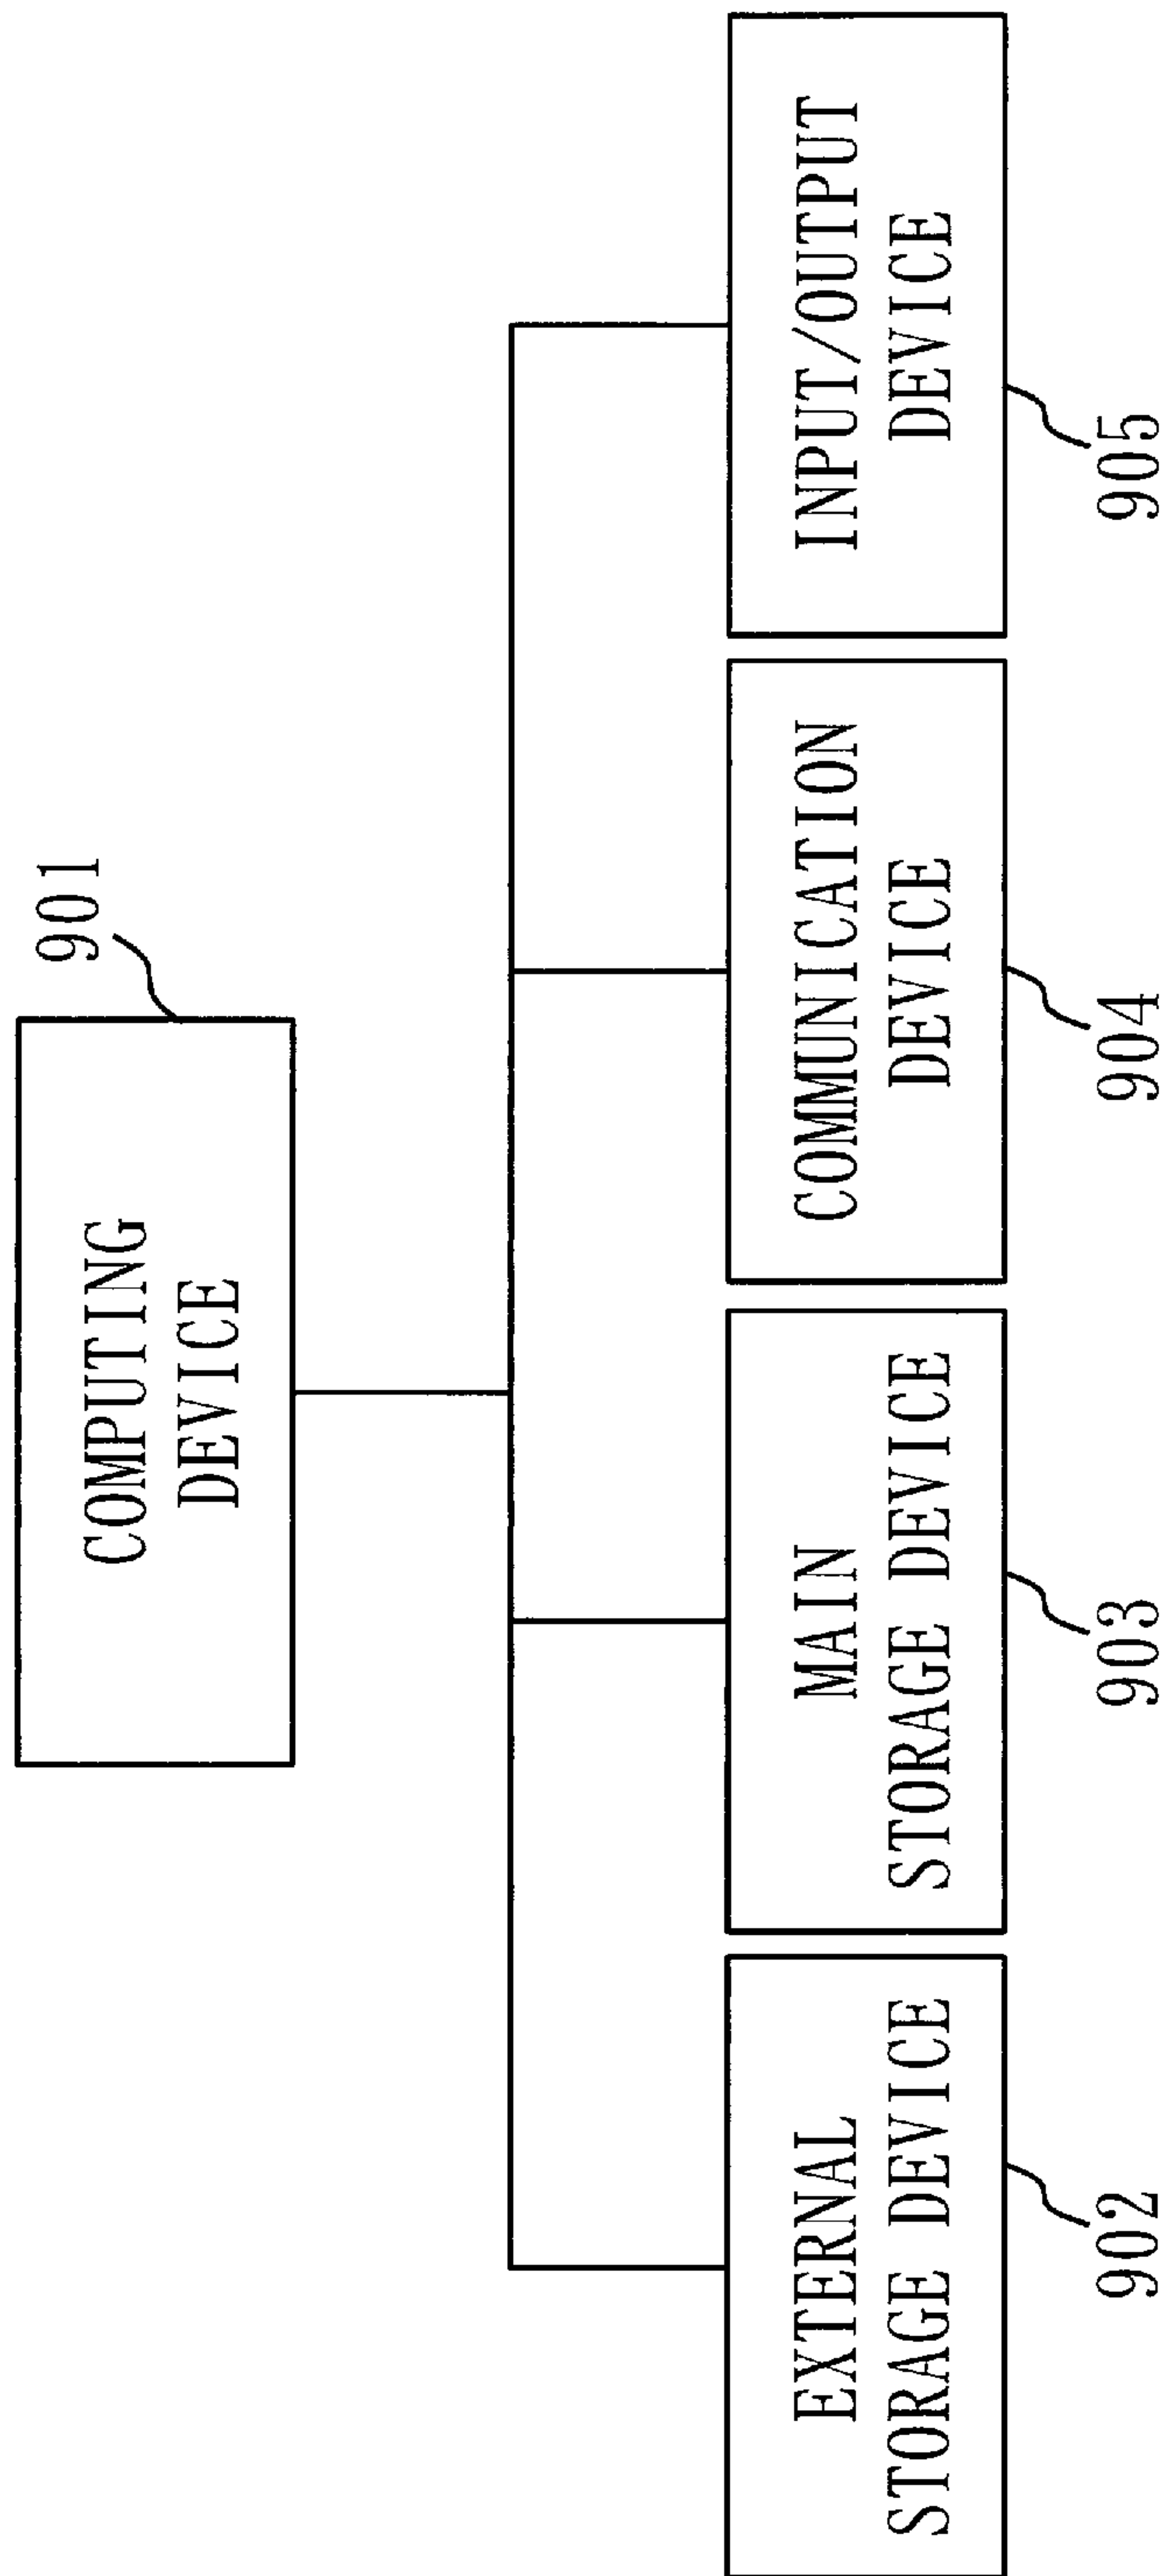 901
COMPUTING
DEVICE
EXTERNAL
STORAGE DEVICE
902
MAIN
STORAGE DEVICE
903
COMMUNICATION
DEVICE
904
INPUT/OUTPUT
DEVICE
905